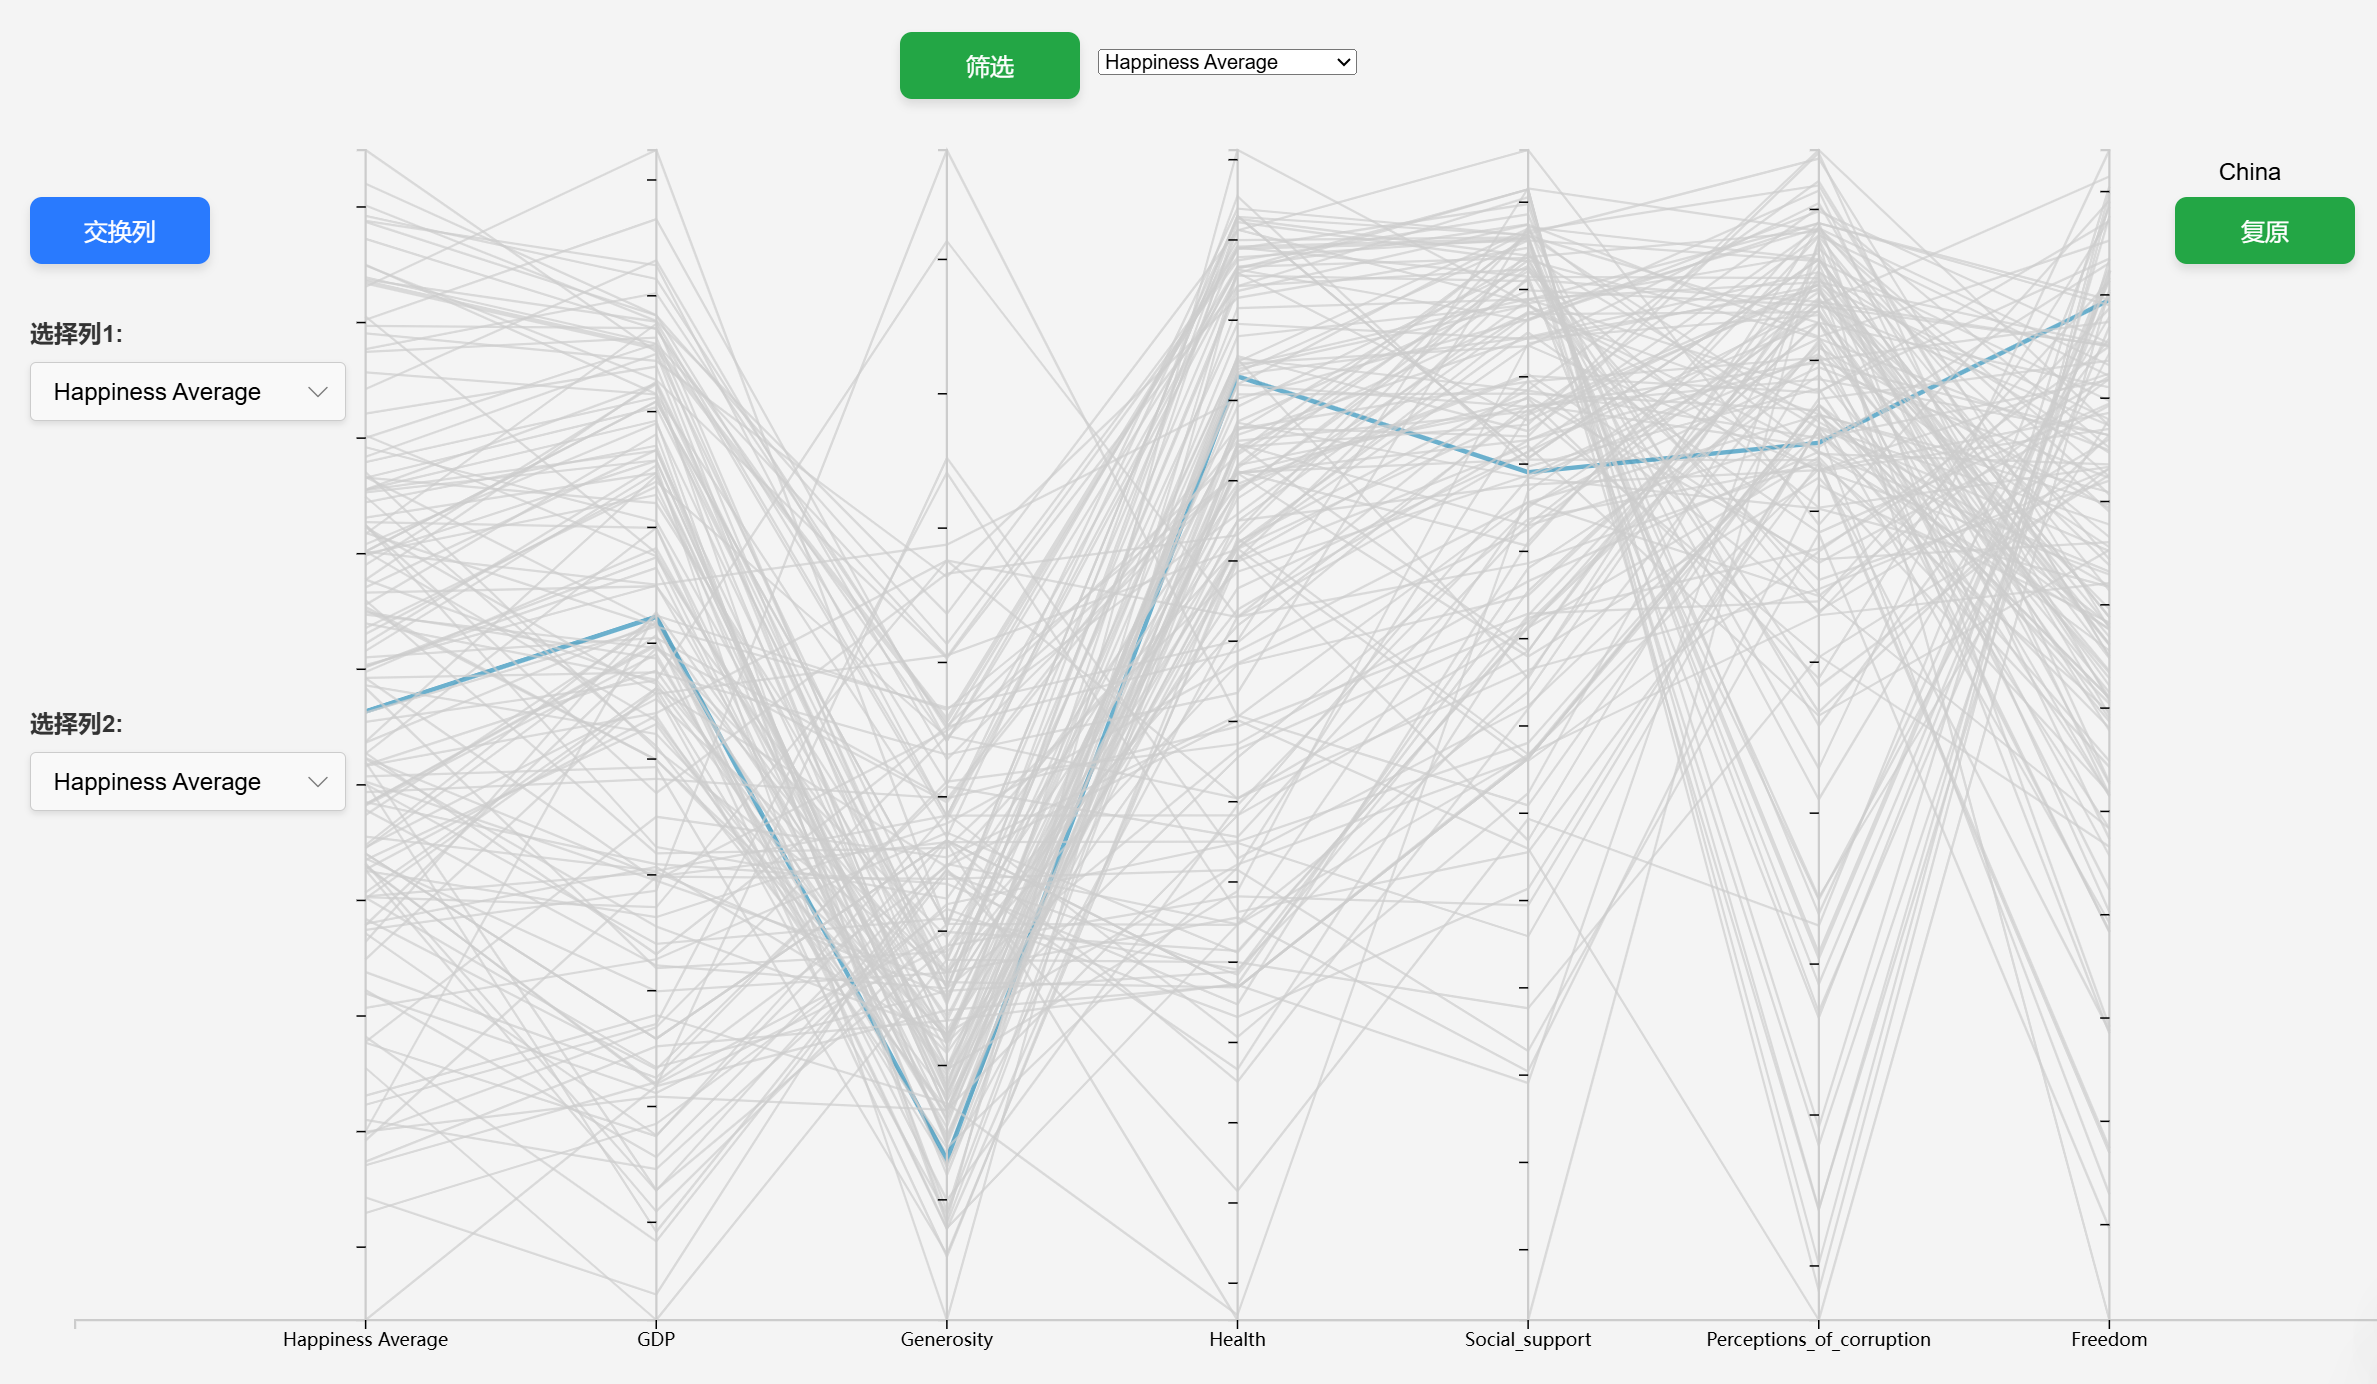 筛选
Happiness Average
China
交换列
复原
选择列1:
Happiness Average
选择列2:
Happiness Average
Happiness Average
GDP
Generosity
Health
Social_support
Perceptions_of_corruption
Freedom